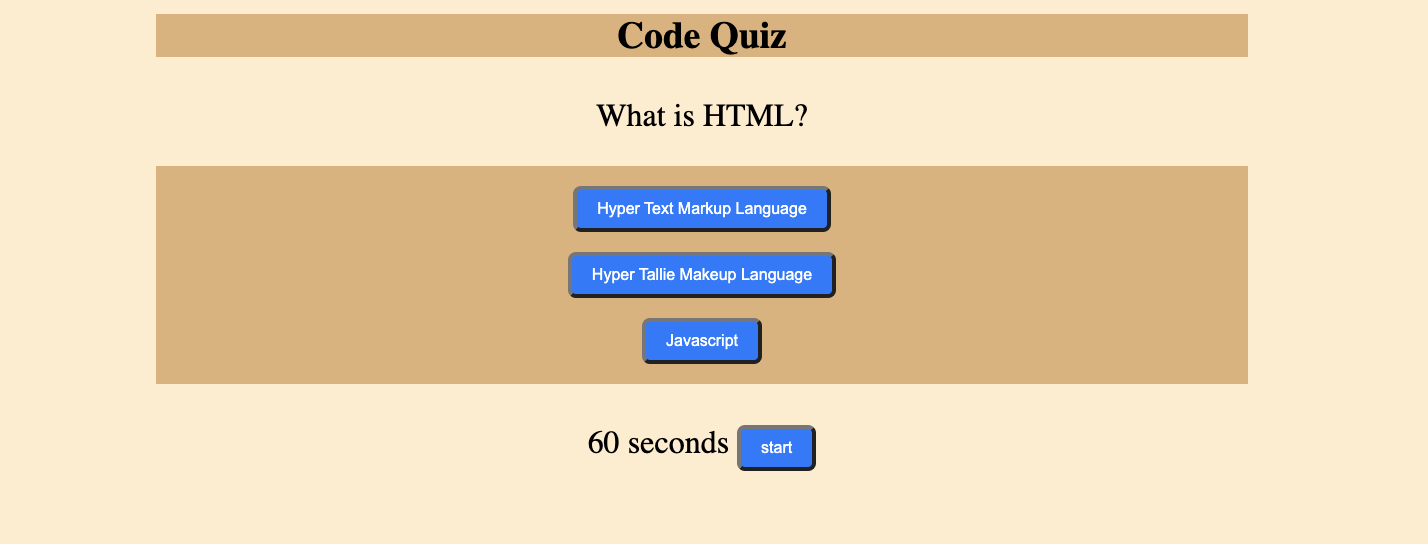 Code Quiz
What is HTML?
Hyper Text Markup Language
Hyper Tallie Makeup Language
Javascript
60 seconds start